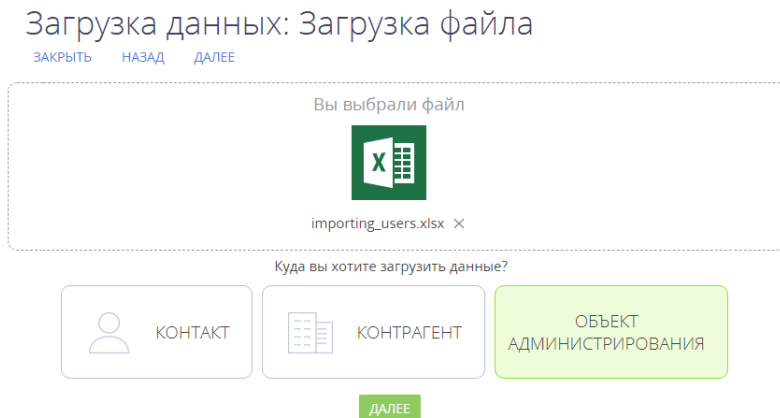 Загрузка данных: Загрузка файла
ЗАКРЫТЬ НАЗАД ДАЛЕЕ
Вы выбрали файл
X
importing_users.xlsx ×
Куда вы хотите загрузить данные?
КОНТАКТ
КОНТРАГЕНТ
ОБЪЕКТ
АДМИНИСТРИРОВАНИЯ
ДАЛЕЕ